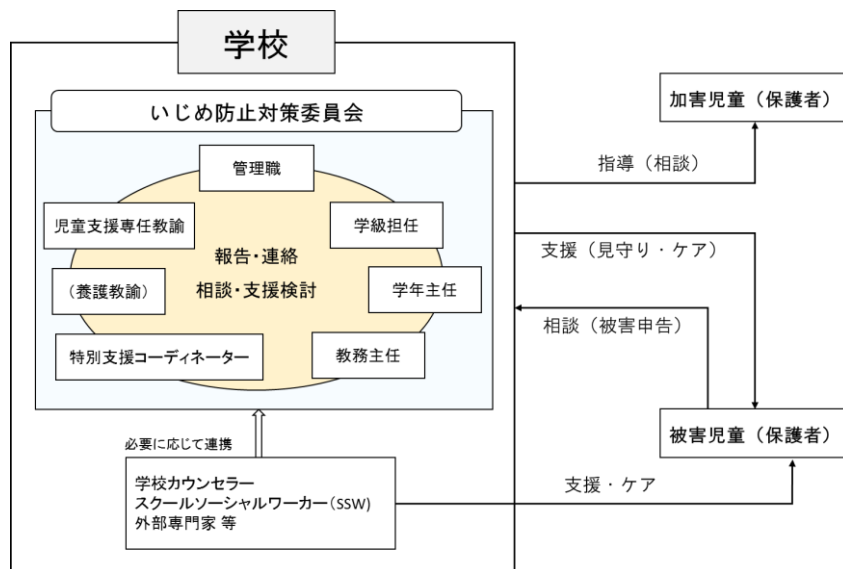 学校
いじめ防止対策委員会
管理職
児童支援専任教諭
学級担任
報告・連絡
相談・支援検討
(養護教諭)
学年主任
特別支援コーディネーター
教務主任
必要に応じて連携
学校カウンセラー
スクールソーシャルワーカー(SSW)
外部専門家 等
加害児童（保護者）
指導（相談）
支援（見守り・ケア）
相談（被害申告）
被害児童（保護者）
支援・ケア